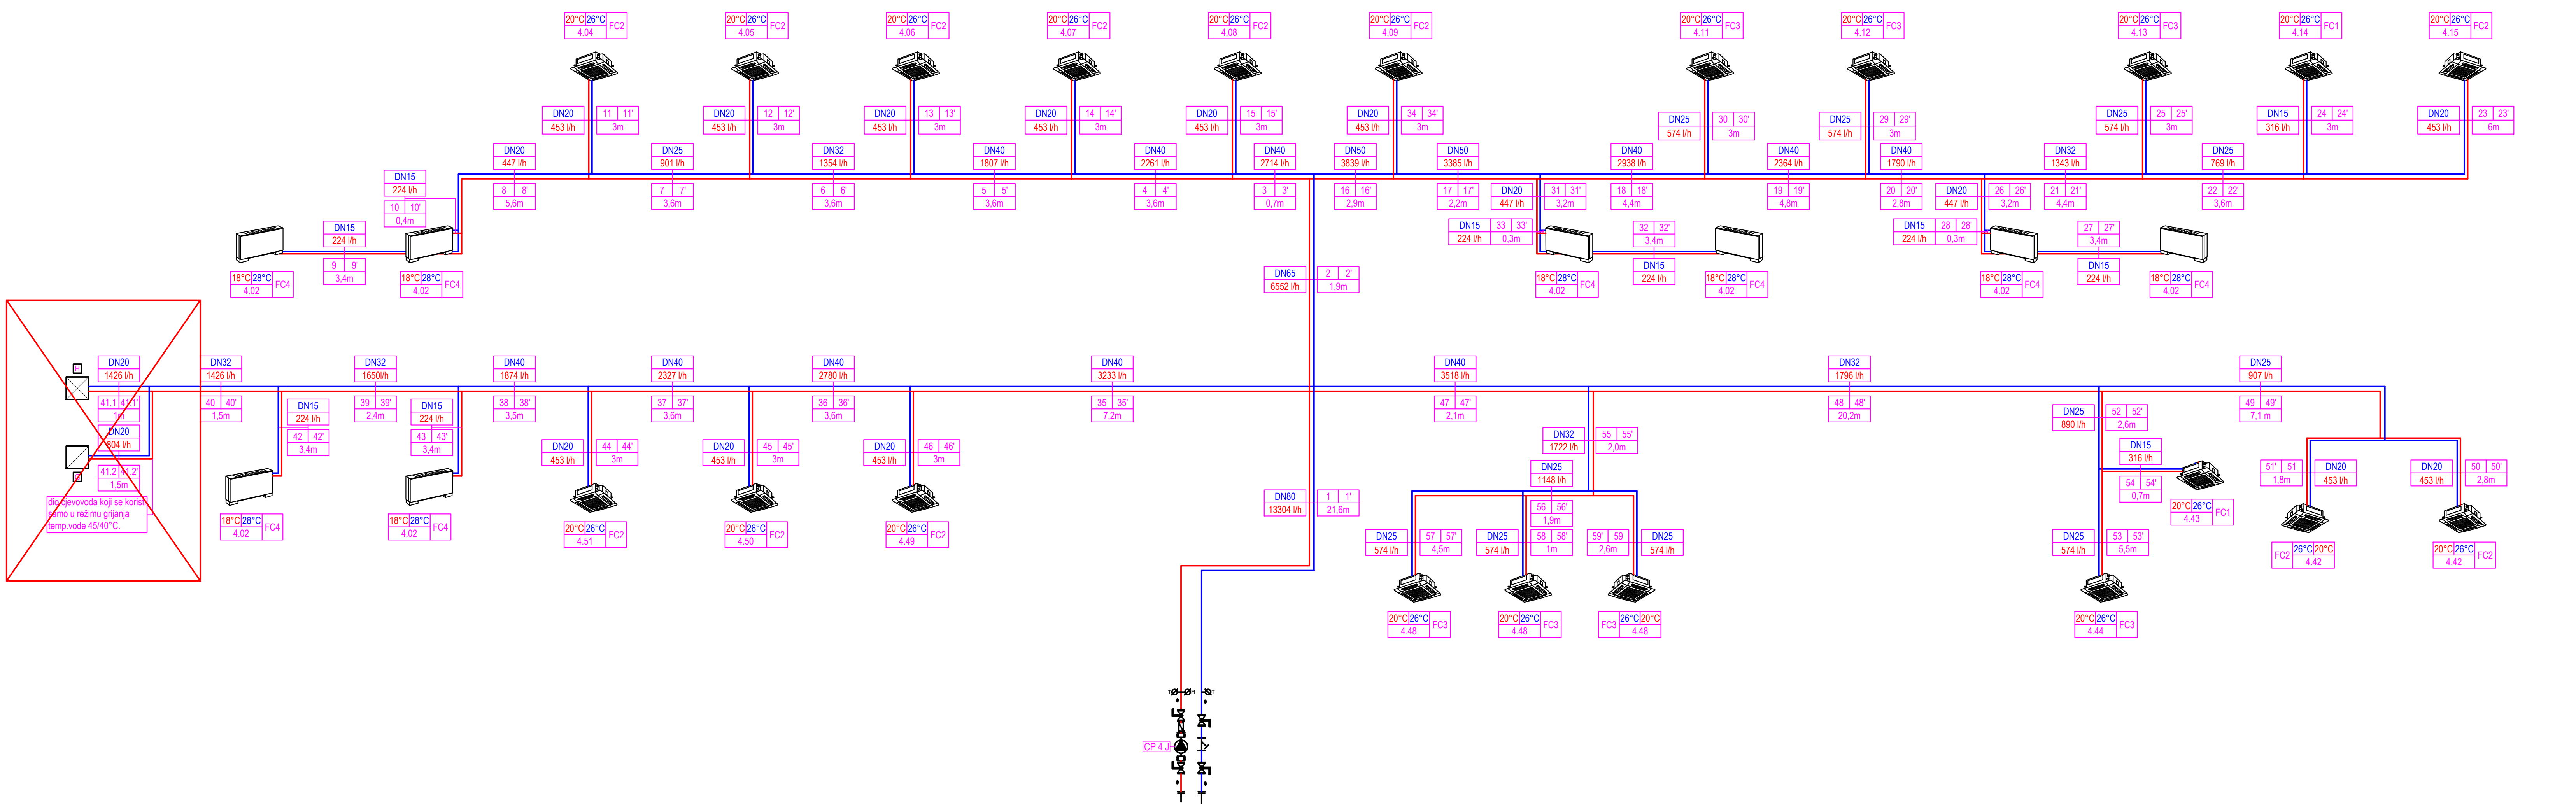 20°C 26°C FC2
4.04
20°C 26°C FC2
4.05
20°C 26°C FC2
4.06
20°C 26°C FC2
4.07
20°C 26°C FC2
4.08
20°C 26°C FC2
4.09
20°C 26°C FC3
4.11
20°C 26°C FC3
4.12
20°C 26°C FC3
4.13
20°C 26°C FC1
4.14
20°C 26°C FC2
4.15
DN20 11 11'
453 l/h 3m
DN20 12 12'
453 l/h 3m
DN20 13 13'
453 l/h 3m
DN20 14 14'
453 l/h 3m
DN20 15 15'
453 l/h 3m
DN20 34 34'
453 l/h 3m
DN25 30 30'
574 l/h 3m
DN25 29 29'
574 l/h 3m
DN25 25 25'
574 l/h 3m
DN15 24 24'
316 l/h 3m
DN20 23 23'
453 l/h 6m
DN20
447 l/h
8 8'
5,6m
DN25
901 l/h
7 7'
3,6m
DN32
1354 l/h
6 6'
3,6m
DN40
1807 l/h
5 5'
3,6m
DN40
2261 l/h
4 4'
3,6m
DN40
2714 l/h
3 3'
0,7m
DN50
3839 l/h
16 16'
2,9m
DN50
3385 l/h
17 17'
2,2m
DN40
2938 l/h
18 18'
4,4m
DN40
2364 l/h
19 19'
4,8m
DN40
1790 l/h
20 20'
2,8m
DN32
1343 l/h
21 21'
4,4m
DN25
769 l/h
22 22'
3,6m
DN15
224 l/h
10 10'
0,4m
DN15
224 l/h
9 9'
3,4m
DN20 31 31'
447 l/h 3,2m
DN15 33 33'
224 l/h 0,3m
32 32'
3,4m
DN15
224 l/h
DN20 26 26'
447 l/h 3,2m
DN15 28 28'
224 l/h 0,3m
27 27'
3,4m
DN15
224 l/h
18°C 28°C FC4
4.02
18°C 28°C FC4
4.02
DN65 2 2'
6552 l/h 1,9m
18°C 28°C FC4
4.02
18°C 28°C FC4
4.02
18°C 28°C FC4
4.02
18°C 28°C FC4
4.02
H
DN20
1426 l/h
41.1 41.1'
1m
DN20
804 l/h
41.2 41.2'
1,5m
dio cjevovoda koji se koristi
samo u režimu grijanja
temp.vode 45/40°C.
DN32
1426 l/h
40 40'
1,5m
DN32
1650l/h
39 39'
2,4m
DN40
1874 l/h
38 38'
3,5m
DN40
2327 l/h
37 37'
3,6m
DN40
2780 l/h
36 36'
3,6m
DN40
3233 l/h
35 35'
7,2m
DN40
3518 l/h
47 47'
2,1m
DN32
1796 l/h
48 48'
20,2m
DN25
907 l/h
49 49'
7,1 m
DN15
224 l/h
42 42'
3,4m
DN15
224 l/h
43 43'
3,4m
DN20 44 44'
453 l/h 3m
DN20 45 45'
453 l/h 3m
DN20 46 46'
453 l/h 3m
DN32 55 55'
1722 l/h 2,0m
DN25
1148 l/h
56 56'
1,9m
DN25 52 52'
890 l/h 2,6m
DN15
316 l/h
54 54'
0,7m
51' 51 DN20
1,8m 453 l/h
DN20 50 50'
453 l/h 2,8m
DN80 1 1'
13304 l/h 21,6m
18°C 28°C FC4
4.02
18°C 28°C FC4
4.02
20°C 26°C FC2
4.51
20°C 26°C FC2
4.50
20°C 26°C FC2
4.49
DN25 57 57'
574 l/h 4,5m
DN25 58 58'
574 l/h 1m
59' 59 DN25
2,6m 574 l/h
20°C 26°C FC1
4.43
DN25 53 53'
574 l/h 5,5m
FC2 26°C 20°C
4.42
20°C 26°C FC2
4.42
20°C 26°C FC3
4.48
20°C 26°C FC3
4.48
FC3 26°C 20°C
4.48
20°C 26°C FC3
4.44
T M T
CP 4 J